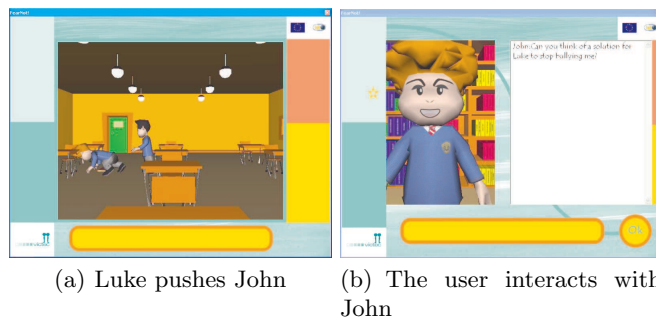 FearNot!
FearNot!
John:Can you think of a solution for
Luke to stop bullying me?
Ok
(a) Luke pushes John
(b) The user interacts with
John